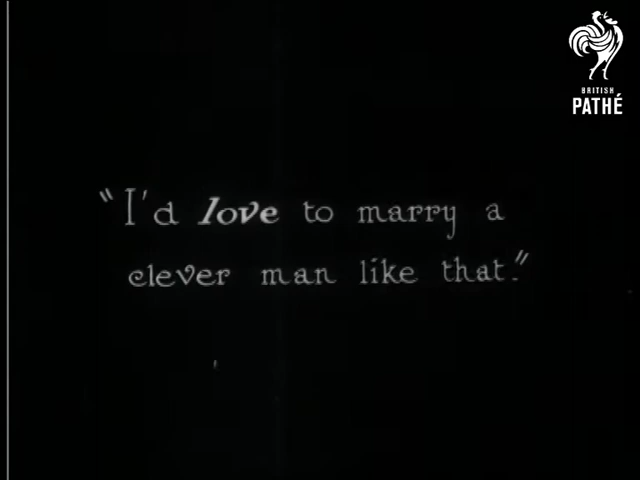 BRITISH
PATHÉ
"I'd love to marry a
clever man like that."